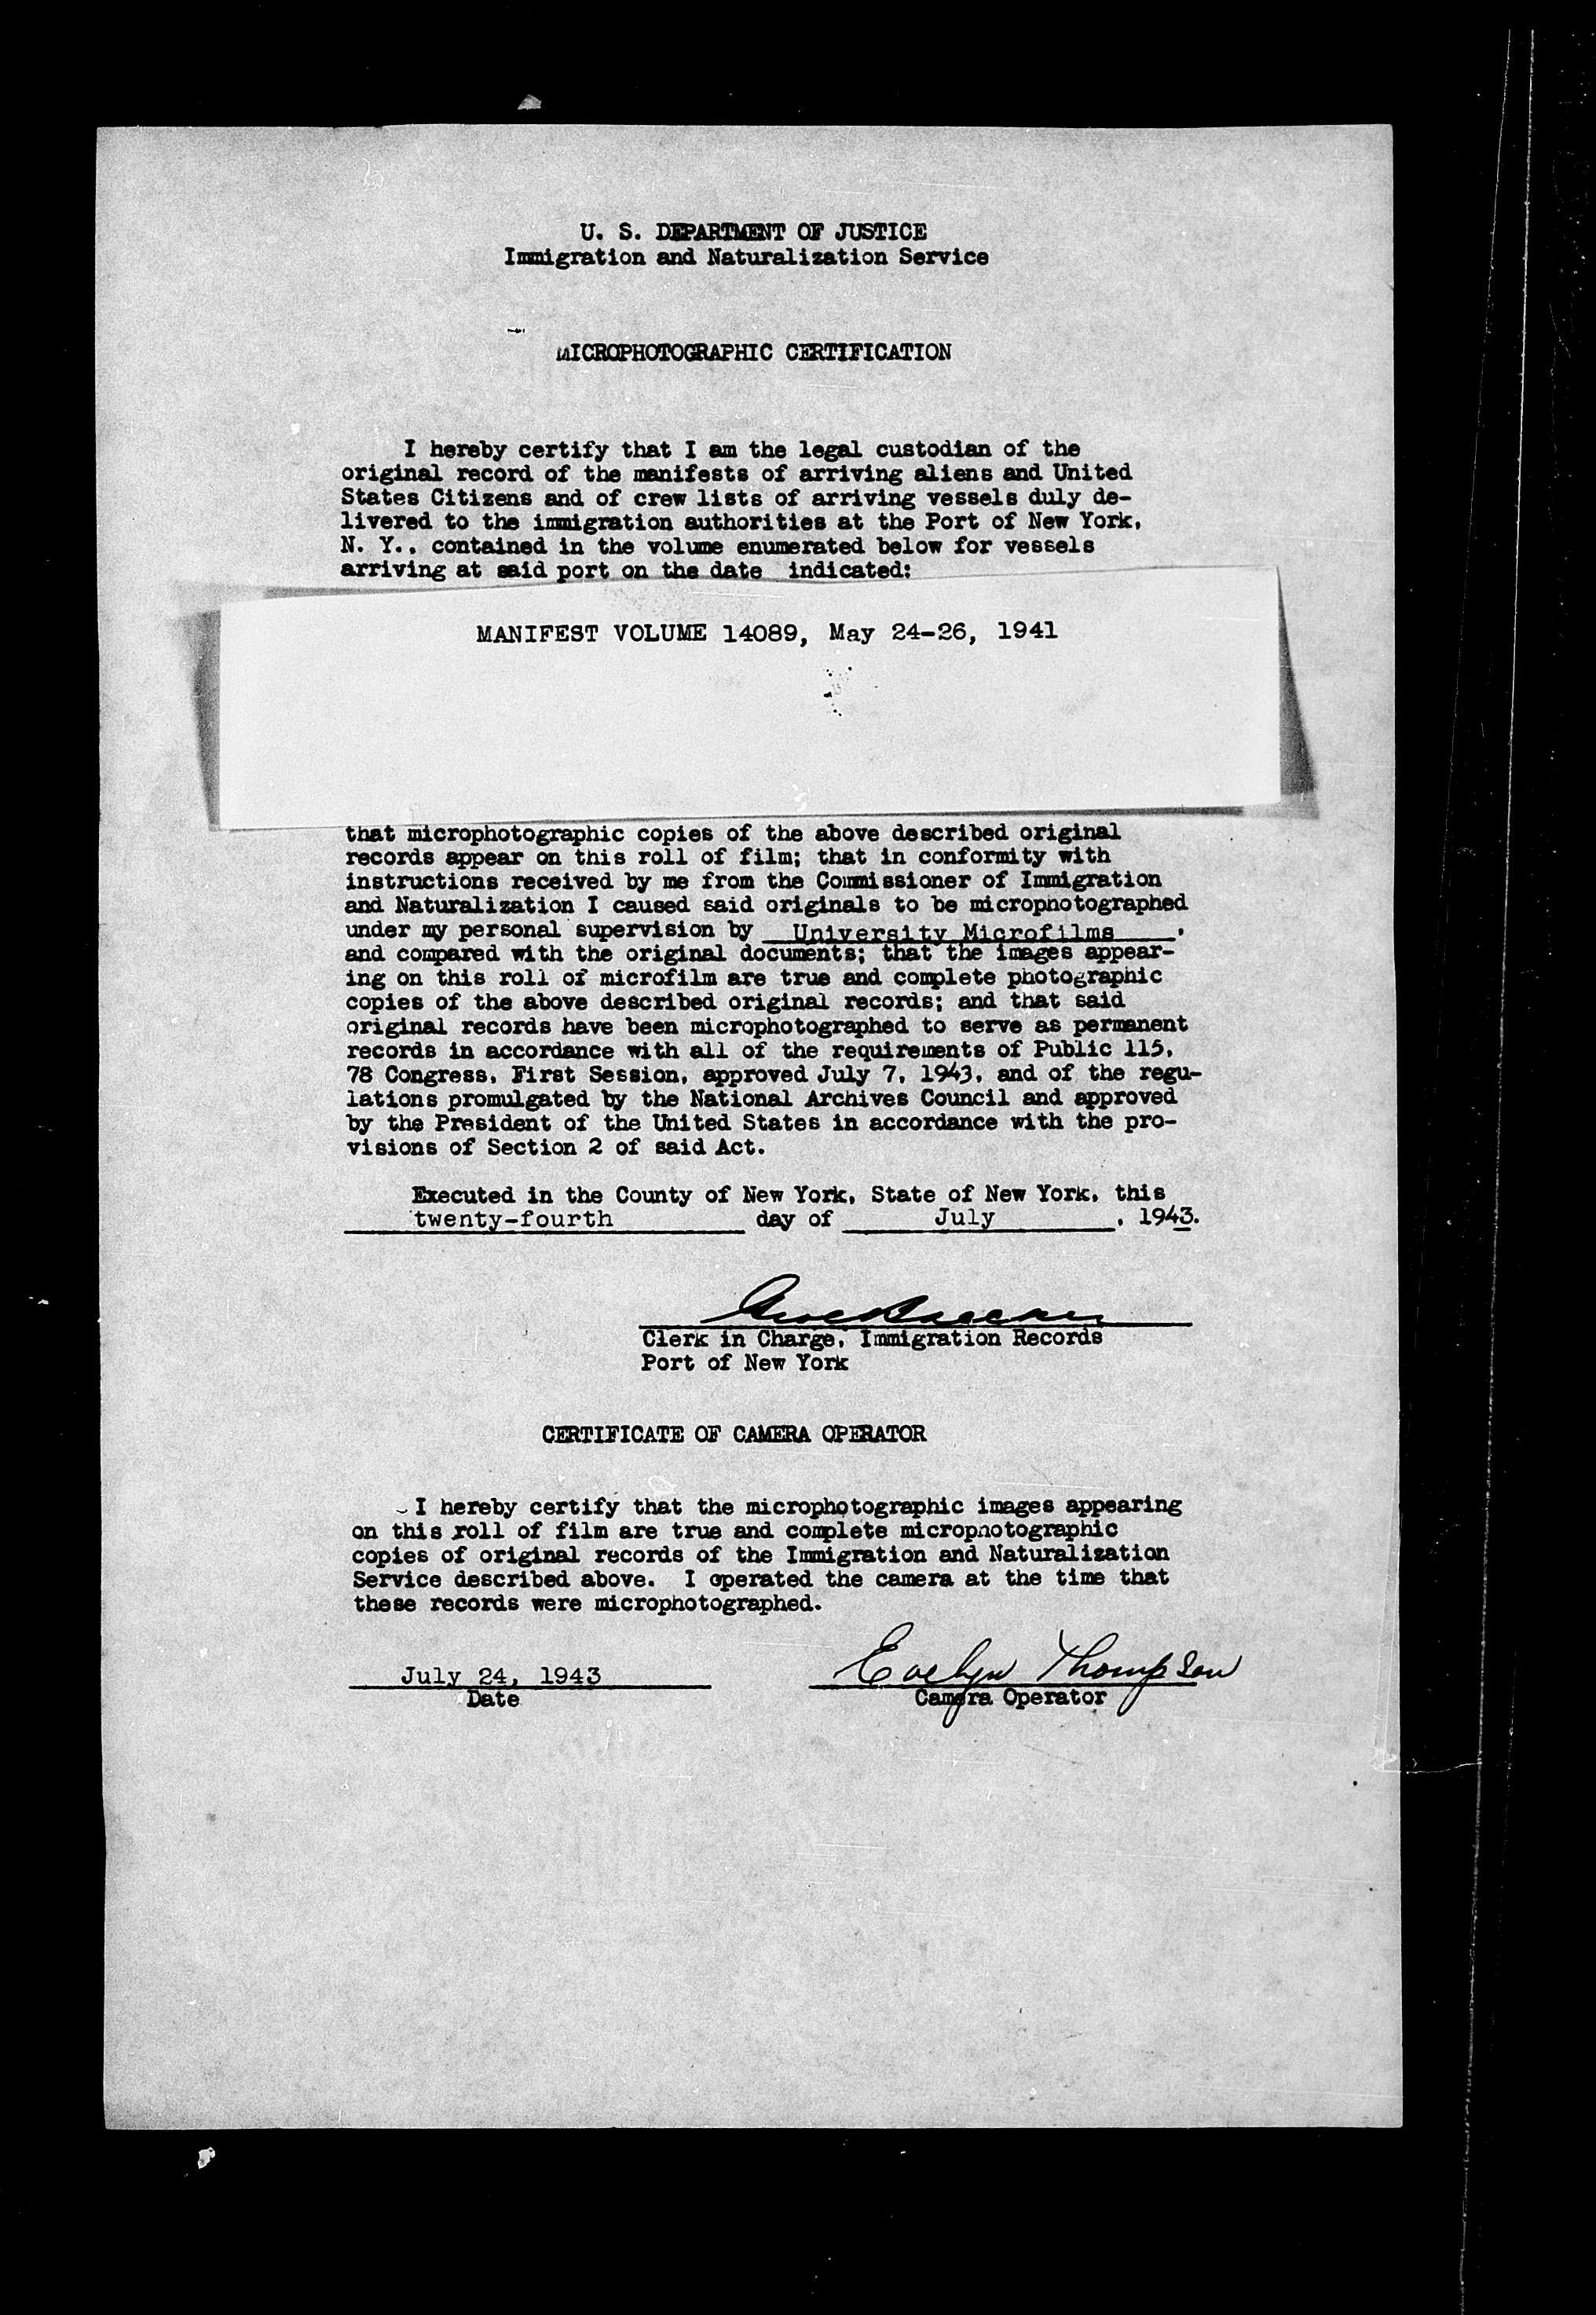 U. S. DEPARTMENT OF JUSTICE
Immigration and Naturalization Service
MICROPHOTOGRAPHIC CERTIFICATION
I hereby certify that I am the legal custodian of the
original record of the manifests of arriving aliens and United
States Citizens and of crew lists of arriving vessels duly de-
livered to the immigration authorities at the Port of New York,
N. Y., contained in the volume enumerated below for vessels
arriving at said port on the date indicated:
MANIFEST VOLUME 14089, May 24-26, 1941
that microphotographic copies of the above described original
records appear on this roll of film; that in conformity with
instructions received by me from the Commissioner of Immigration
and Naturalization I caused said originals to be microphotographed
under my personal supervision by University Microfilms,
and compared with the original documents; that the images appear-
ing on this roll of microfilm are true and complete photographic
copies of the above described original records; and that said
original records have been microphotographed to serve as permanent
records in accordance with all of the requirements of Public 115,
78 Congress, First Session, approved July 7, 1943, and of the regu-
lations promulgated by the National Archives Council and approved
by the President of the United States in accordance with the pro-
visions of Section 2 of said Act.
Executed in the County of New York, State of New York, this
twenty-fourth day of July, 1943.
Clerk in Charge, Immigration Records
Port of New York
CERTIFICATE OF CAMERA OPERATOR
I hereby certify that the microphotographic images appearing
on this roll of film are true and complete microphotographic
copies of original records of the Immigration and Naturalization
Service described above. I operated the camera at the time that
these records were microphotographed.
July 24, 1943 Evelyn Thompson
Date Camera Operator